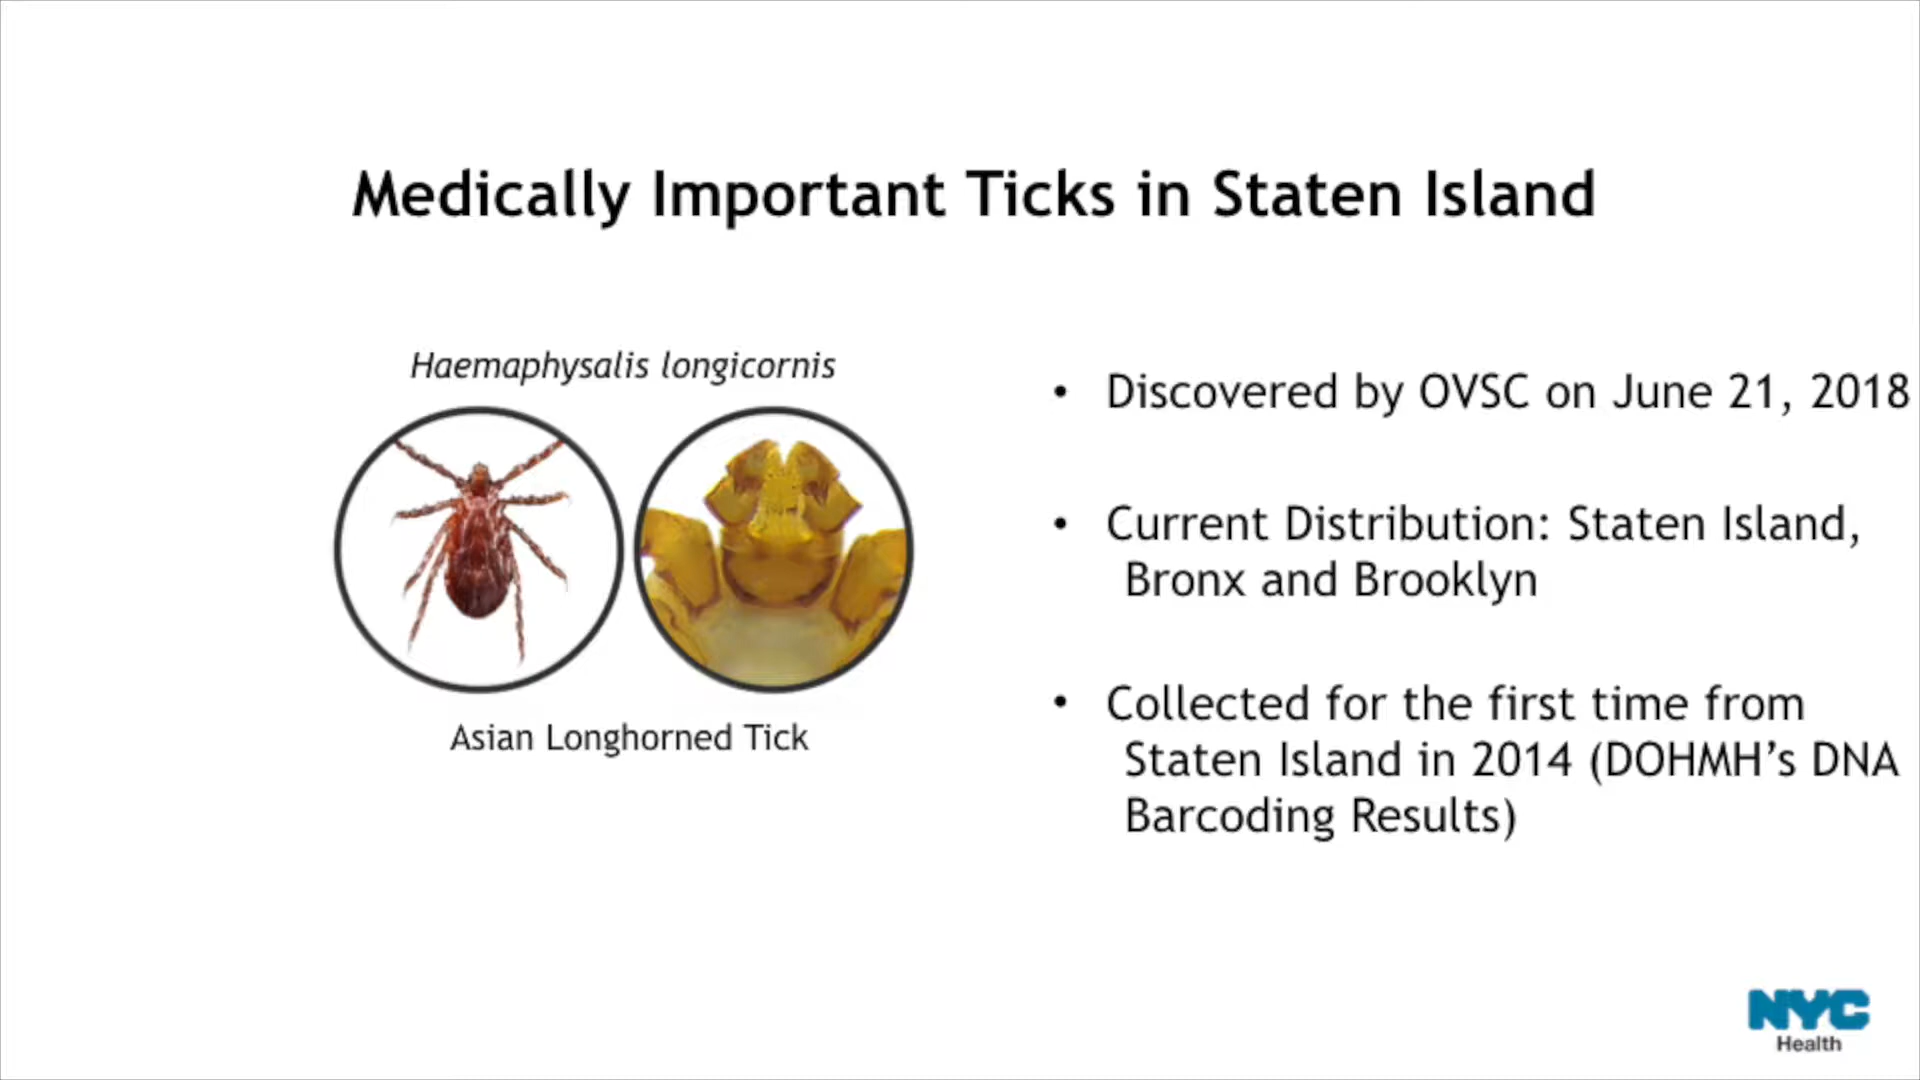 Medically Important Ticks in Staten Island
Haemaphysalis longicornis
Asian Longhorned Tick
• Discovered by OVSC on June 21, 2018
• Current Distribution: Staten Island,
Bronx and Brooklyn
• Collected for the first time from
Staten Island in 2014 (DOHMH’s DNA
Barcoding Results)
NYC
Health